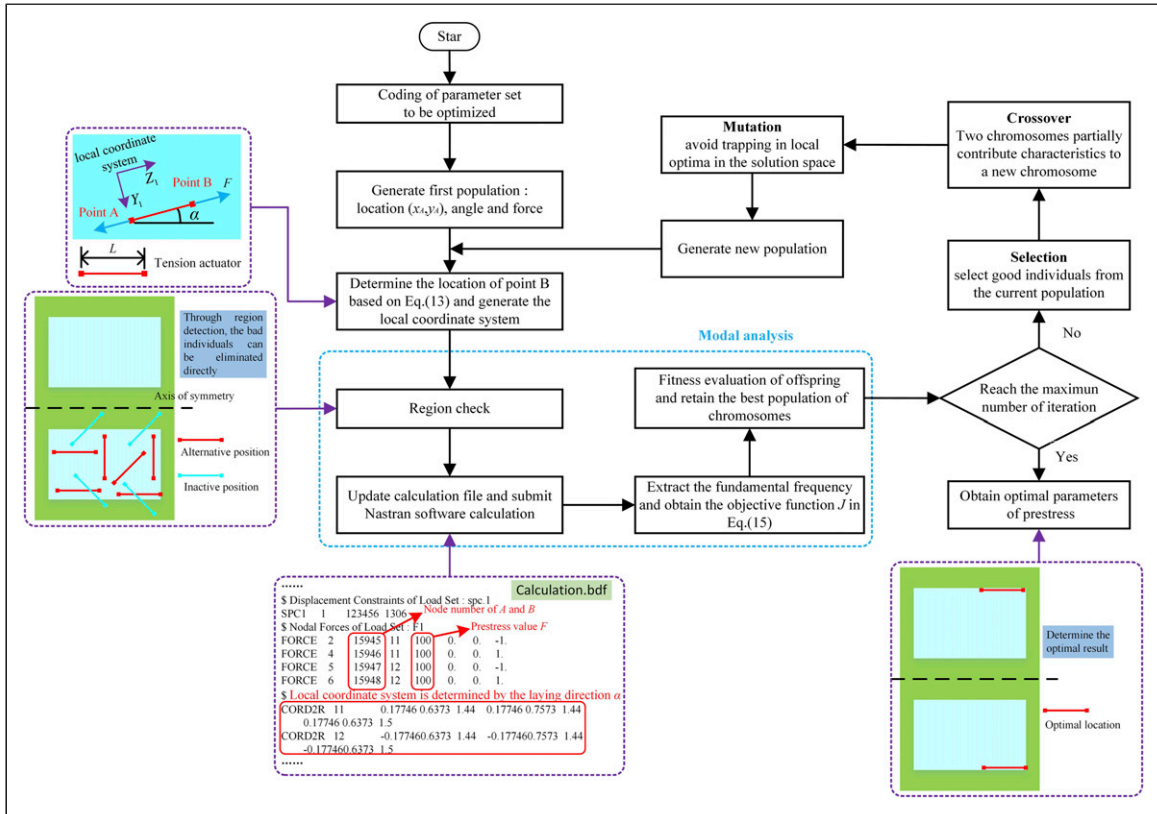 Star
Coding of parameter set
to be optimized
Generate first population :
location (xA,yA), angle and force
Determine the location of point B
based on Eq.(13) and generate the
local coordinate system
Modal analysis
Region check
Update calculation file and submit
Nastran software calculation
Extract the fundamental frequency
and obtain the objective function J in
Eq.(15)
Fitness evaluation of offspring
and retain the best population of
chromosomes
Reach the maximun
number of iteration
No
Yes
Selection
select good individuals from
the current population
Crossover
Two chromosomes partially
contribute characteristics to
a new chromosome
Mutation
avoid trapping in local
optima in the solution
space
Generate new population
Obtain optimal parameters
of prestress
local coordinate
system
Z1
Y1
Point A
Point B
F
α
L
Tension actuator
Through region
detection, the bad
individuals can
be eliminated
directly
Axis of symmetry
Alternative position
Inactive position
Calculation.bdf
......
$ Displacement Constraints of Load Set : spc.1
SPC1 1 123456 1306
Node number of A and B
$ Nodal Forces of Load Set : F1
Prestress value F
FORCE 2 15945 11 100 0. 0. -1.
FORCE 4 15946 11 100 0. 0. 1.
FORCE 5 15947 12 100 0. 0. -1.
FORCE 6 15948 12 100 0. 0. 1.
$ Local coordinate system is determined by the laying direction α
CORD2R 11 0.17746 0.6373 1.44 0.17746 0.7573 1.44
0.17746 0.6373 1.5
CORD2R 12 -0.177460.6373 1.44 -0.177460.7573 1.44
-0.177460.6373 1.5
......
Determine the
optimal result
Optimal location